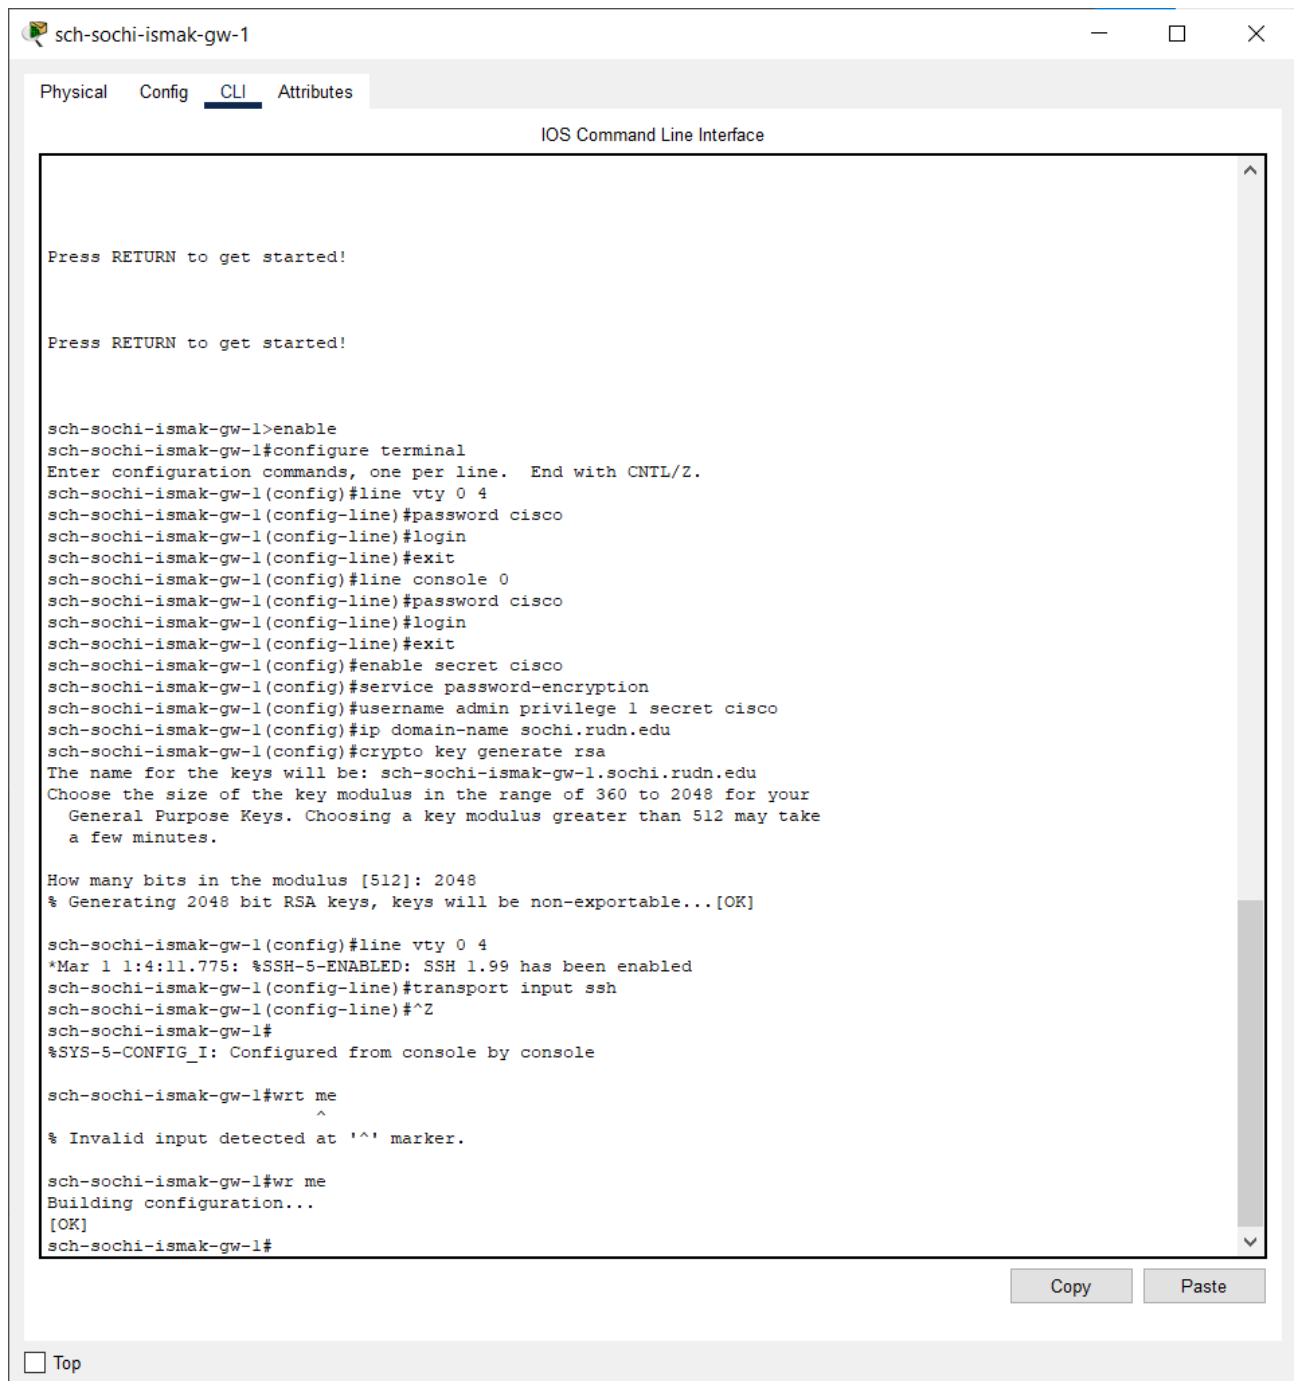 sch-sochi-ismak-gw-1
Physical Config CLI Attributes
IOS Command Line Interface
Press RETURN to get started!
Press RETURN to get started!
sch-sochi-ismak-gw-1>enable
sch-sochi-ismak-gw-1#configure terminal
Enter configuration commands, one per line.  End with CNTL/Z.
sch-sochi-ismak-gw-1(config)#line vty 0 4
sch-sochi-ismak-gw-1(config-line)#password cisco
sch-sochi-ismak-gw-1(config-line)#login
sch-sochi-ismak-gw-1(config-line)#exit
sch-sochi-ismak-gw-1(config)#line console 0
sch-sochi-ismak-gw-1(config-line)#password cisco
sch-sochi-ismak-gw-1(config-line)#login
sch-sochi-ismak-gw-1(config-line)#exit
sch-sochi-ismak-gw-1(config)#enable secret cisco
sch-sochi-ismak-gw-1(config)#service password-encryption
sch-sochi-ismak-gw-1(config)#username admin privilege 1 secret cisco
sch-sochi-ismak-gw-1(config)#ip domain-name sochi.rudn.edu
sch-sochi-ismak-gw-1(config)#crypto key generate rsa
The name for the keys will be: sch-sochi-ismak-gw-1.sochi.rudn.edu
Choose the size of the key modulus in the range of 360 to 2048 for your
  General Purpose Keys. Choosing a key modulus greater than 512 may take
  a few minutes.
How many bits in the modulus [512]: 2048
% Generating 2048 bit RSA keys, keys will be non-exportable...[OK]
sch-sochi-ismak-gw-1(config)#line vty 0 4
*Mar 1 1:4:11.775: %SSH-5-ENABLED: SSH 1.99 has been enabled
sch-sochi-ismak-gw-1(config-line)#transport input ssh
sch-sochi-ismak-gw-1(config-line)#^Z
sch-sochi-ismak-gw-1#
%SYS-5-CONFIG_I: Configured from console by console
sch-sochi-ismak-gw-1#wrt me
^
% Invalid input detected at '^' marker.
sch-sochi-ismak-gw-1#wr me
Building configuration...
[OK]
sch-sochi-ismak-gw-1#
Copy Paste
Top